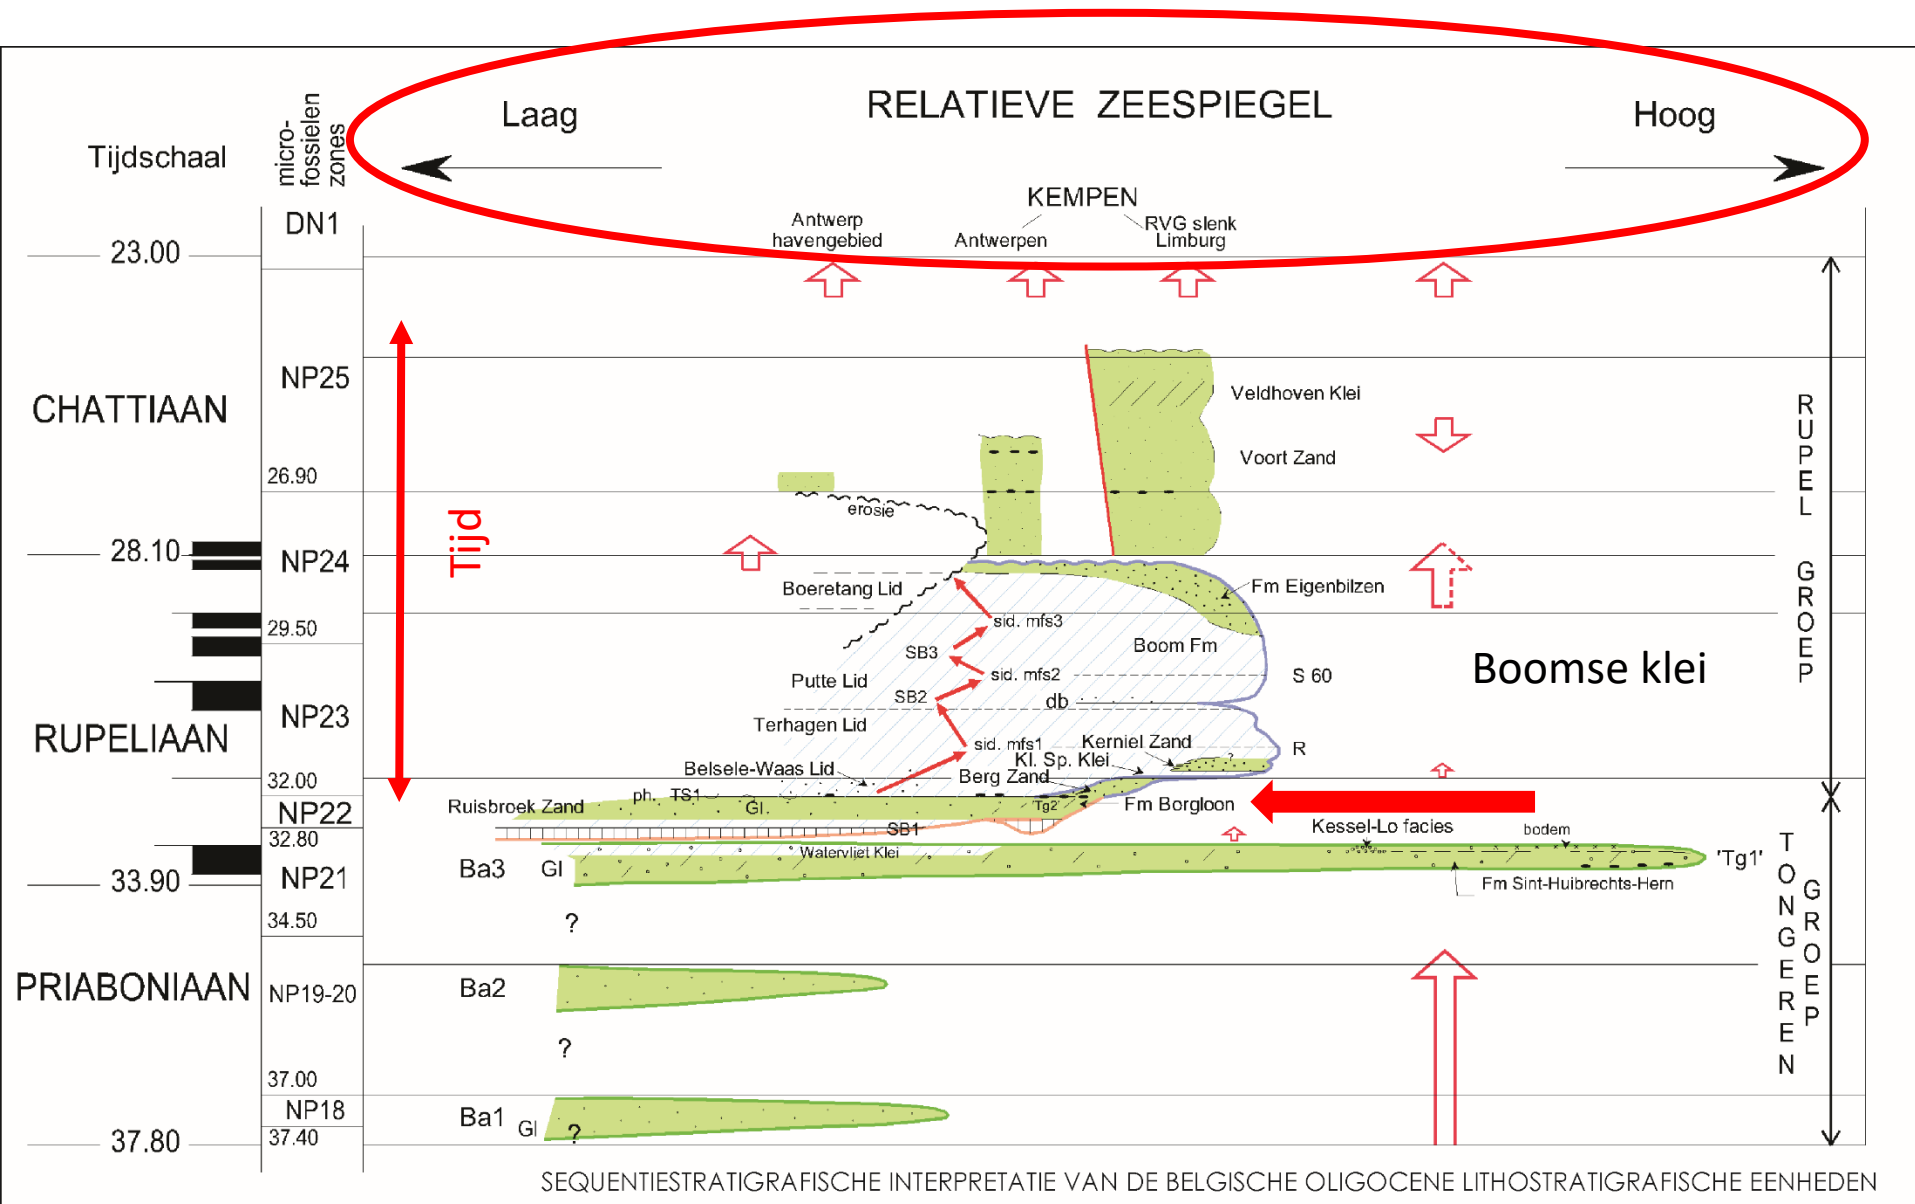 Laag
RELATIEVE ZEESPIEGEL
Hoog
Tijdschaal
micro-
fossielen
zones
KEMPEN
DN1
Antwerp
havengebied
Antwerpen
RVG slenk
Limburg
23.00
NP25
Veldhoven Klei
CHATTIAAN
Voort Zand
26.90
erosie
Tijd
28.10
NP24
Boeretang Lid
Fm Eigenbilzen
29.50
sid. mfs3
SB3
Boom Fm
Boomse klei
Putte Lid
sid. mfs2
S 60
SB2
db
NP23
Terhagen Lid
RUPELIAAN
sid. mfs1
Kerniel Zand
R
?
Kl. Sp. Klei
Belsele-Waas Lid
Berg Zand
32.00
ph.
TS1
Gl.
Tg2
Fm Borgloon
Ruisbroek Zand
NP22
SB1
Kessel-Lo facies
bodem
32.80
Watervliet Klei
'Tg1'
Ba3
Gl
33.90
NP21
Fm Sint-Huibrechts-Hern
34.50
?
PRIABONIAAN
NP19-20
Ba2
?
37.00
NP18
Ba1
Gl
?
37.80
37.40
RUPEL
GROEP
TONGEREN
GROEP
SEQUENTIESTRATIGRAFISCHE INTERPRETATIE VAN DE BELGISCHE OLIGOCENE LITHOSTRATIGRAFISCHE EENHEDEN